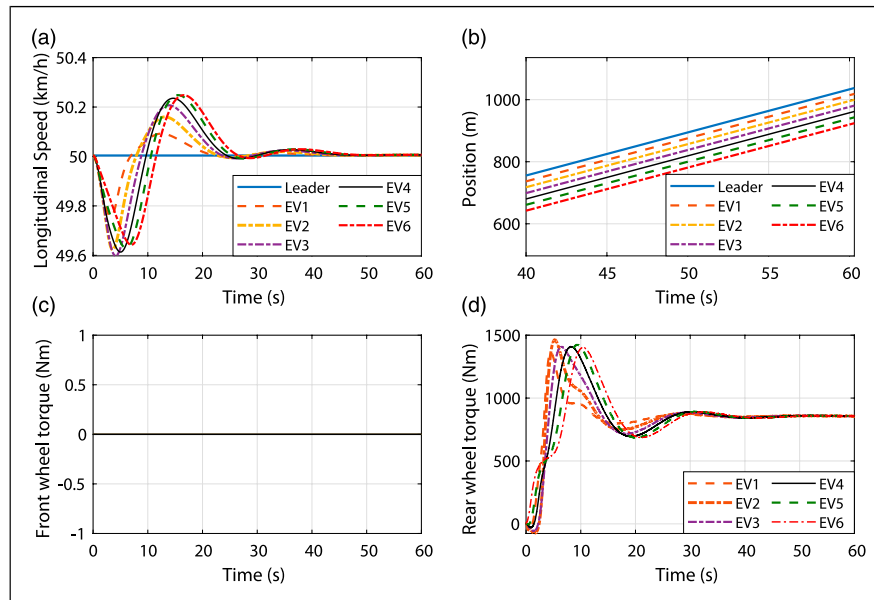 (a)
Longitudinal Speed (km/h)
50.4
50.2
50
49.8
49.6
Leader
EV1
EV2
EV3
EV4
EV5
EV6
0 10 20 30 40 50 60
Time (s)
(b)
Position (m)
1000
800
600
Leader
EV1
EV2
EV3
EV4
EV5
EV6
40 45 50 55 60
Time (s)
(c)
Front wheel torque (Nm)
1
0.5
0
-0.5
-1
0 10 20 30 40 50 60
Time (s)
(d)
Rear wheel torque (Nm)
1500
1000
500
0
EV1
EV2
EV3
EV4
EV5
EV6
0 10 20 30 40 50 60
Time (s)